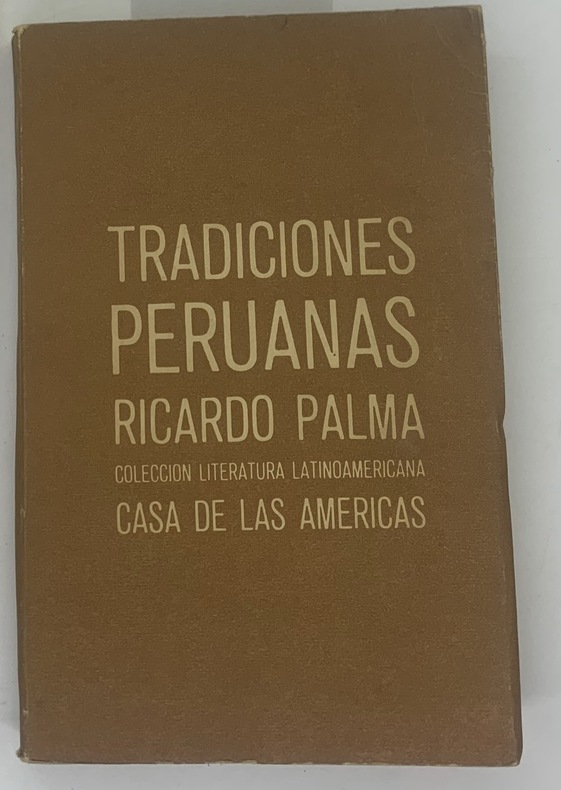 TRADICIONES
PERUANAS
RICARDO PALMA
COLECCION LITERATURA LATINOAMERICANA
CASA DE LAS AMERICAS